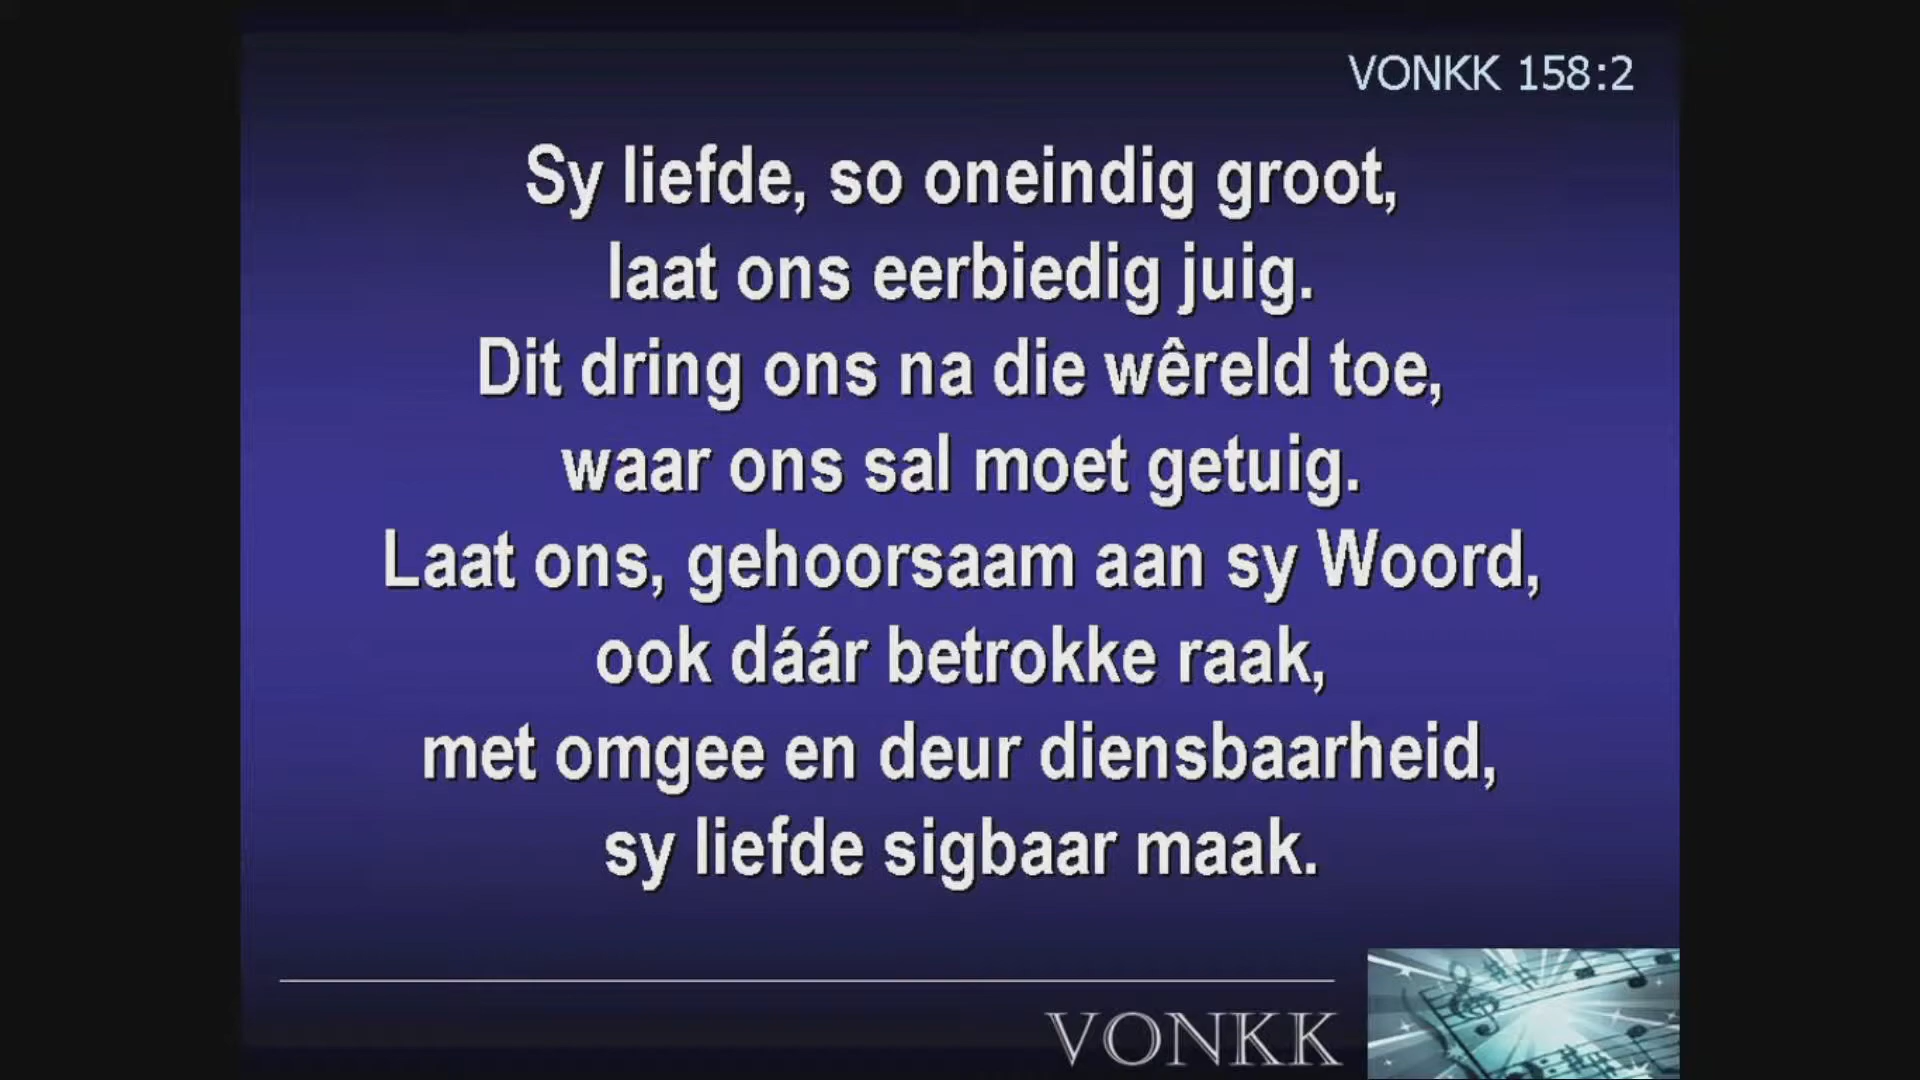 VONKK 158:2
Sy liefde, so oneindig groot,
laat ons eerbiedig juig.
Dit dring ons na die wêreld toe,
waar ons sal moet getuig.
Laat ons, gehoorsaam aan sy Woord,
ook dáár betrokke raak,
met omgee en deur diensbaarheid,
sy liefde sigbaar maak.
VONKK